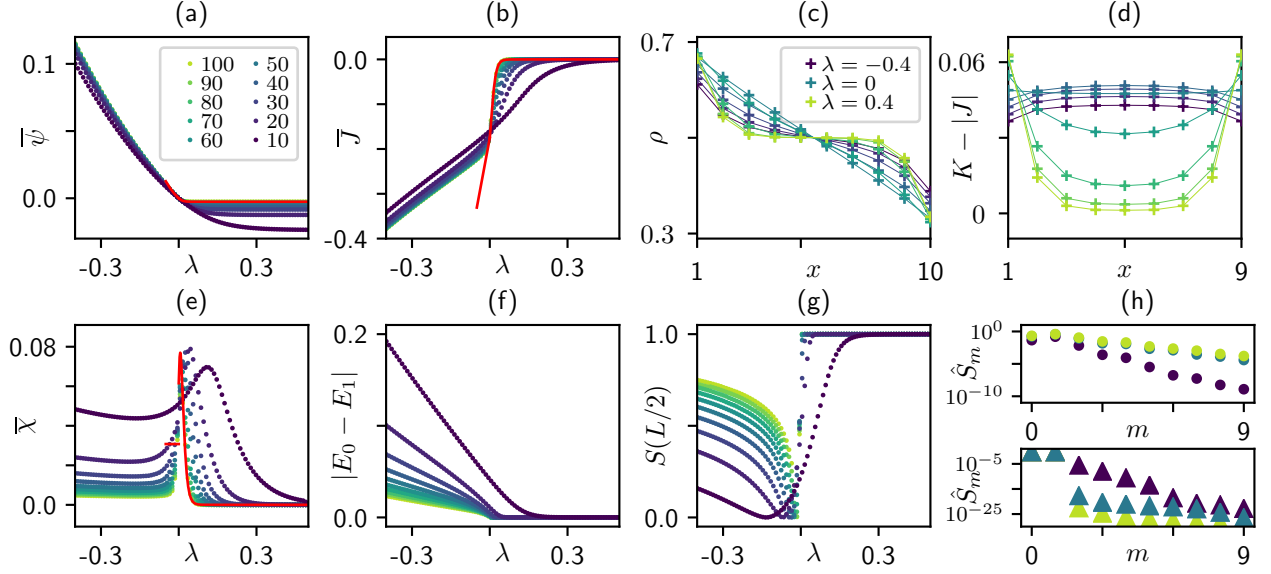 (a)
0.1
0.0
ψ
-0.3
λ
0.3
100
90
80
70
60
50
40
30
20
10
(b)
0.0
-0.4
J
-0.3
λ
0.3
(c)
0.7
0.3
ρ
1
x
10
λ = −0.4
λ = 0
λ = 0.4
(d)
0.06
0
K − |J|
1
x
9
(e)
0.08
0.0
χ
-0.3
λ
0.3
(f)
0.2
0.0
|E₀ − E₁|
-0.3
λ
0.3
(g)
1.0
0.0
S(L/2)
-0.3
λ
0.3
(h)
10⁰
10⁻¹⁰
Ŝₘ
0
m
9
10⁻⁵
10⁻²⁵
Ŝₘ
0
m
9